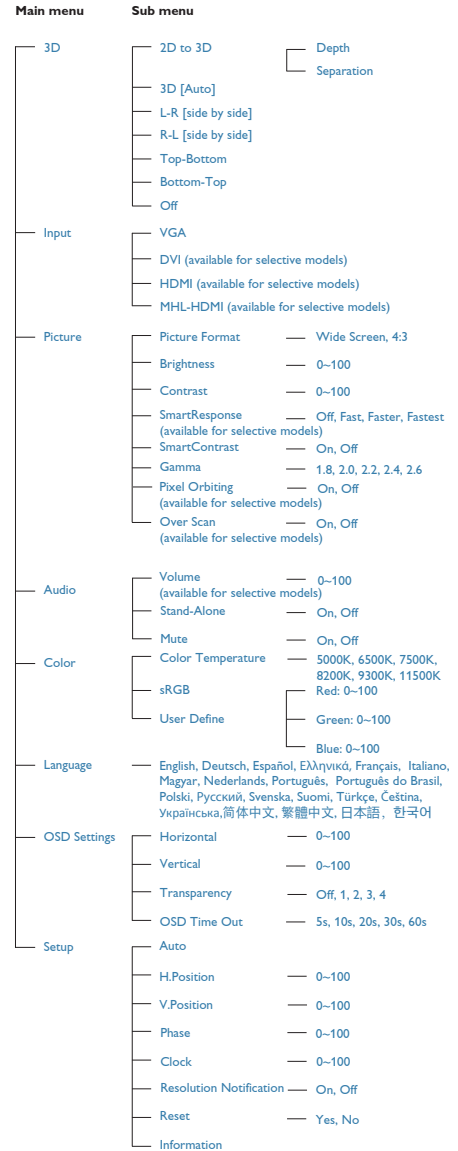 Main menu Sub menu
3D 2D to 3D Depth
Separation
3D [Auto]
L-R [side by side]
R-L [side by side]
Top-Bottom
Bottom-Top
Off
Input VGA
DVI (available for selective models)
HDMI (available for selective models)
MHL-HDMI (available for selective models)
Picture Picture Format Wide Screen, 4:3
Brightness 0~100
Contrast 0~100
SmartResponse Off, Fast, Faster, Fastest
(available for selective models)
SmartContrast On, Off
Gamma 1.8, 2.0, 2.2, 2.4, 2.6
Pixel Orbiting On, Off
(available for selective models)
Over Scan On, Off
(available for selective models)
Audio Volume 0~100
(available for selective models)
Stand-Alone On, Off
Mute On, Off
Color Color Temperature 5000K, 6500K, 7500K,
8200K, 9300K, 11500K
sRGB Red: 0~100
User Define Green: 0~100
Blue: 0~100
Language English, Deutsch, Español, Ελληνικά, Français, Italiano,
Magyar, Nederlands, Português, Português do Brasil,
Polski, Русский, Svenska, Suomi, Türkçe, Čeština,
Українська,简体中文, 繁體中文, 日本語, 한국어
OSD Settings Horizontal 0~100
Vertical 0~100
Transparency Off, 1, 2, 3, 4
OSD Time Out 5s, 10s, 20s, 30s, 60s
Setup Auto
H.Position 0~100
V.Position 0~100
Phase 0~100
Clock 0~100
Resolution Notification On, Off
Reset Yes, No
Information